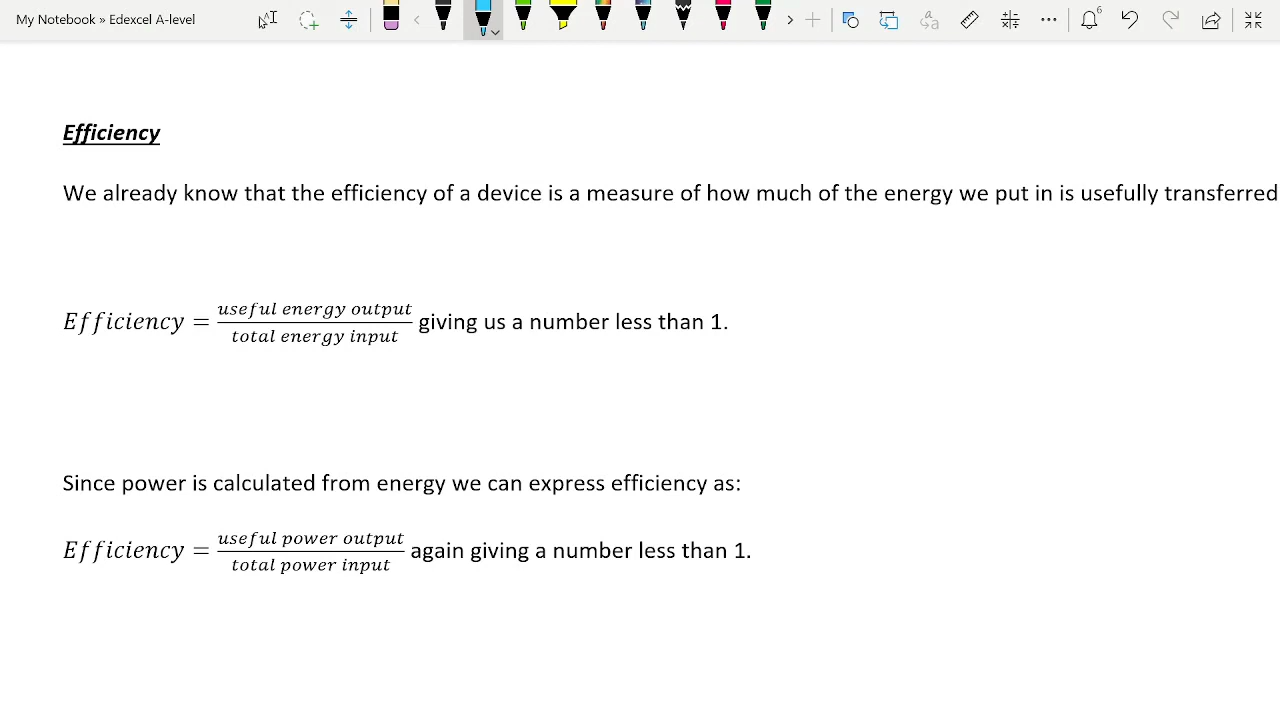 My Notebook » Edexcel A-level
6
Efficiency
We already know that the efficiency of a device is a measure of how much of the energy we put in is usefully transferred
Efficiency = useful energy output / total energy input giving us a number less than 1.
Since power is calculated from energy we can express efficiency as:
Efficiency = useful power output / total power input again giving a number less than 1.